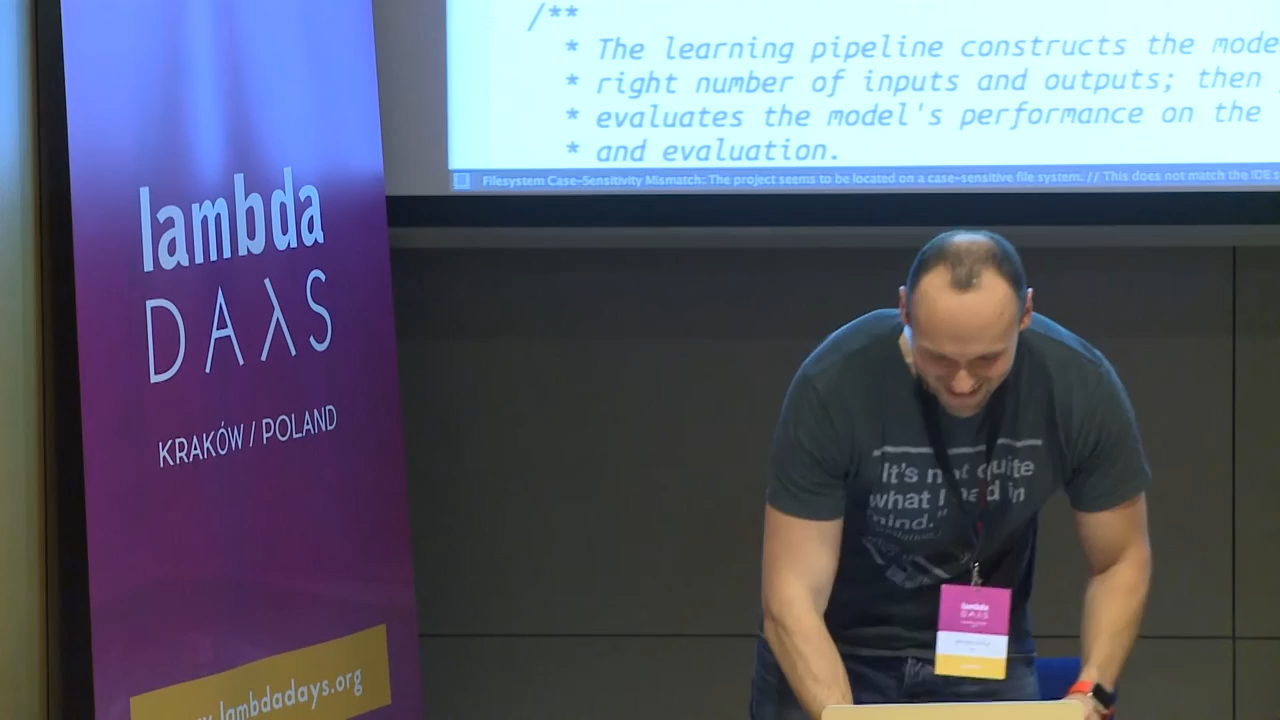 /**
* The learning pipeline constructs the mode
* right number of inputs and outputs; then
* evaluates the model's performance on the
* and evaluation.
Filesystem Case-Sensitivity Mismatch: The project seems to be located on a case-sensitive file system. // This does not match the IDE s
lambda
DAλS
KRAKÓW / POLAND
lambdadays.org
"It's not quite
what I had in
mind."
lambda
DAλS